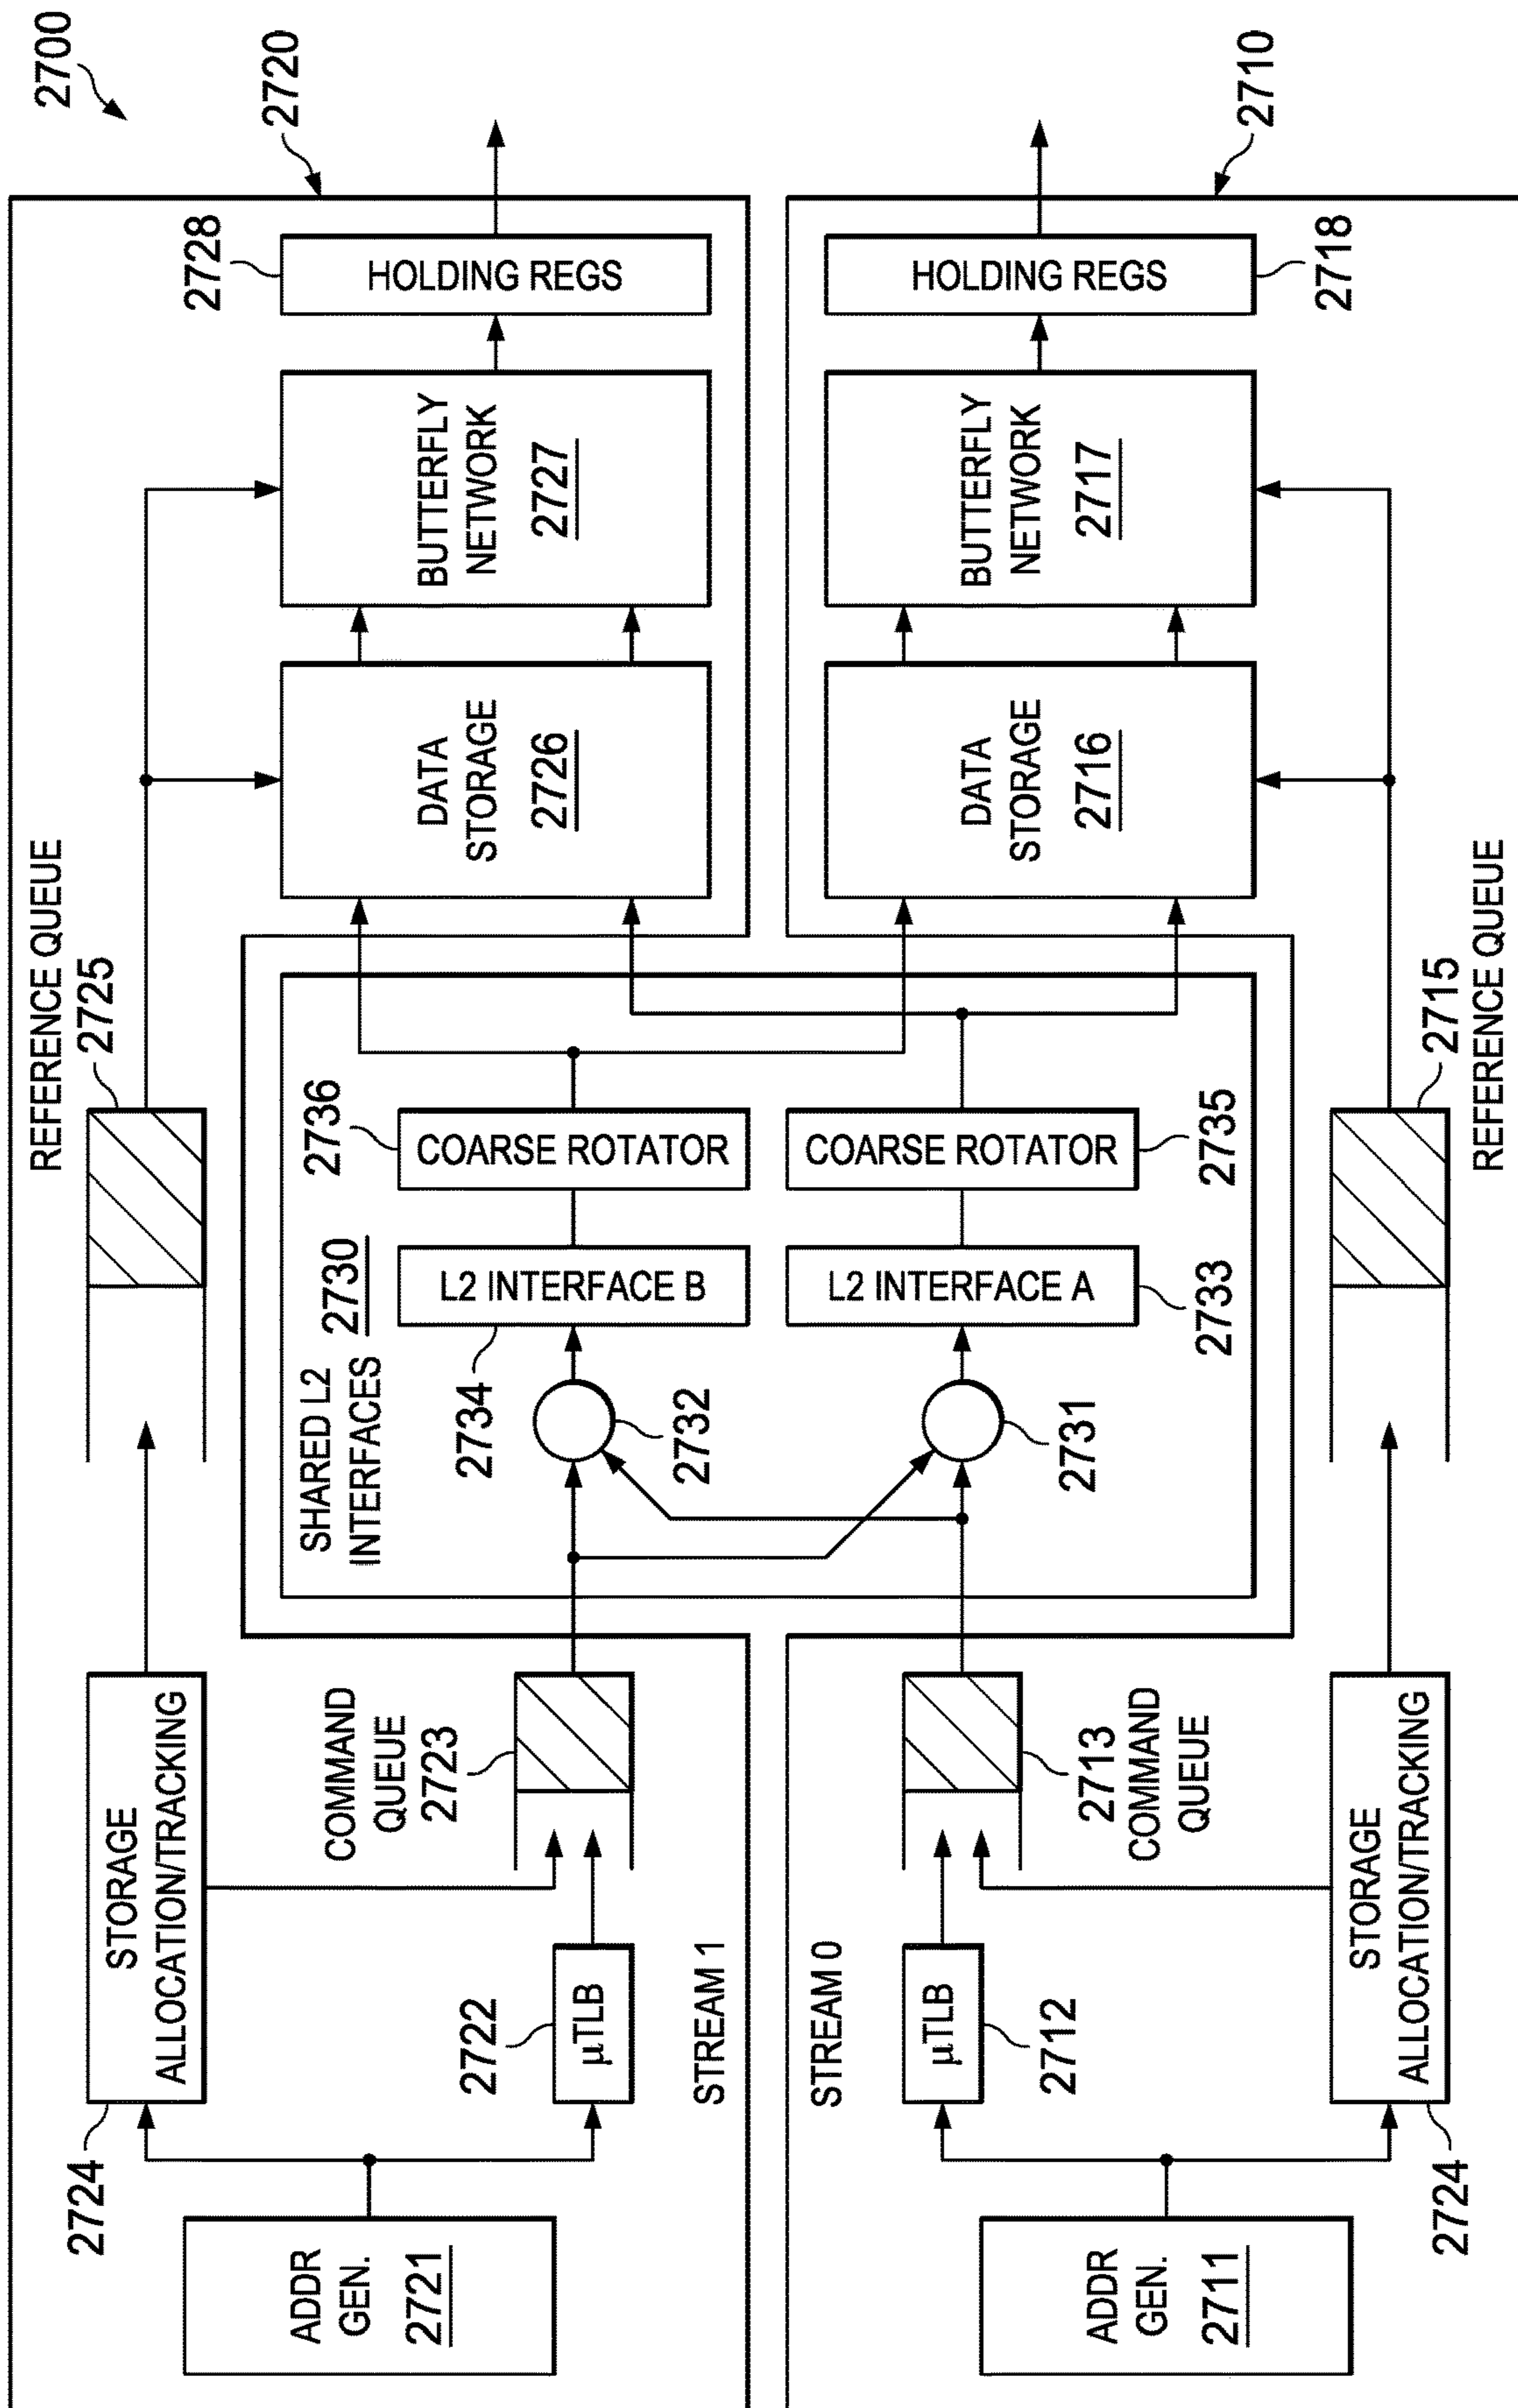 2700
2720
2710
ADDR
GEN.
2721
2724
STORAGE
ALLOCATION/TRACKING
2722
µTLB
STREAM 1
COMMAND
QUEUE
2723
REFERENCE QUEUE
2725
SHARED L2
INTERFACES
2730
2732
2734
L2 INTERFACE B
2736
COARSE ROTATOR
DATA
STORAGE
2726
BUTTERFLY
NETWORK
2727
2728
HOLDING REGS
ADDR
GEN.
2711
STREAM 0
µTLB
2712
2724
STORAGE
ALLOCATION/TRACKING
2713
COMMAND
QUEUE
2731
L2 INTERFACE A
2733
COARSE ROTATOR
2735
2715
REFERENCE QUEUE
DATA
STORAGE
2716
BUTTERFLY
NETWORK
2717
HOLDING REGS
2718